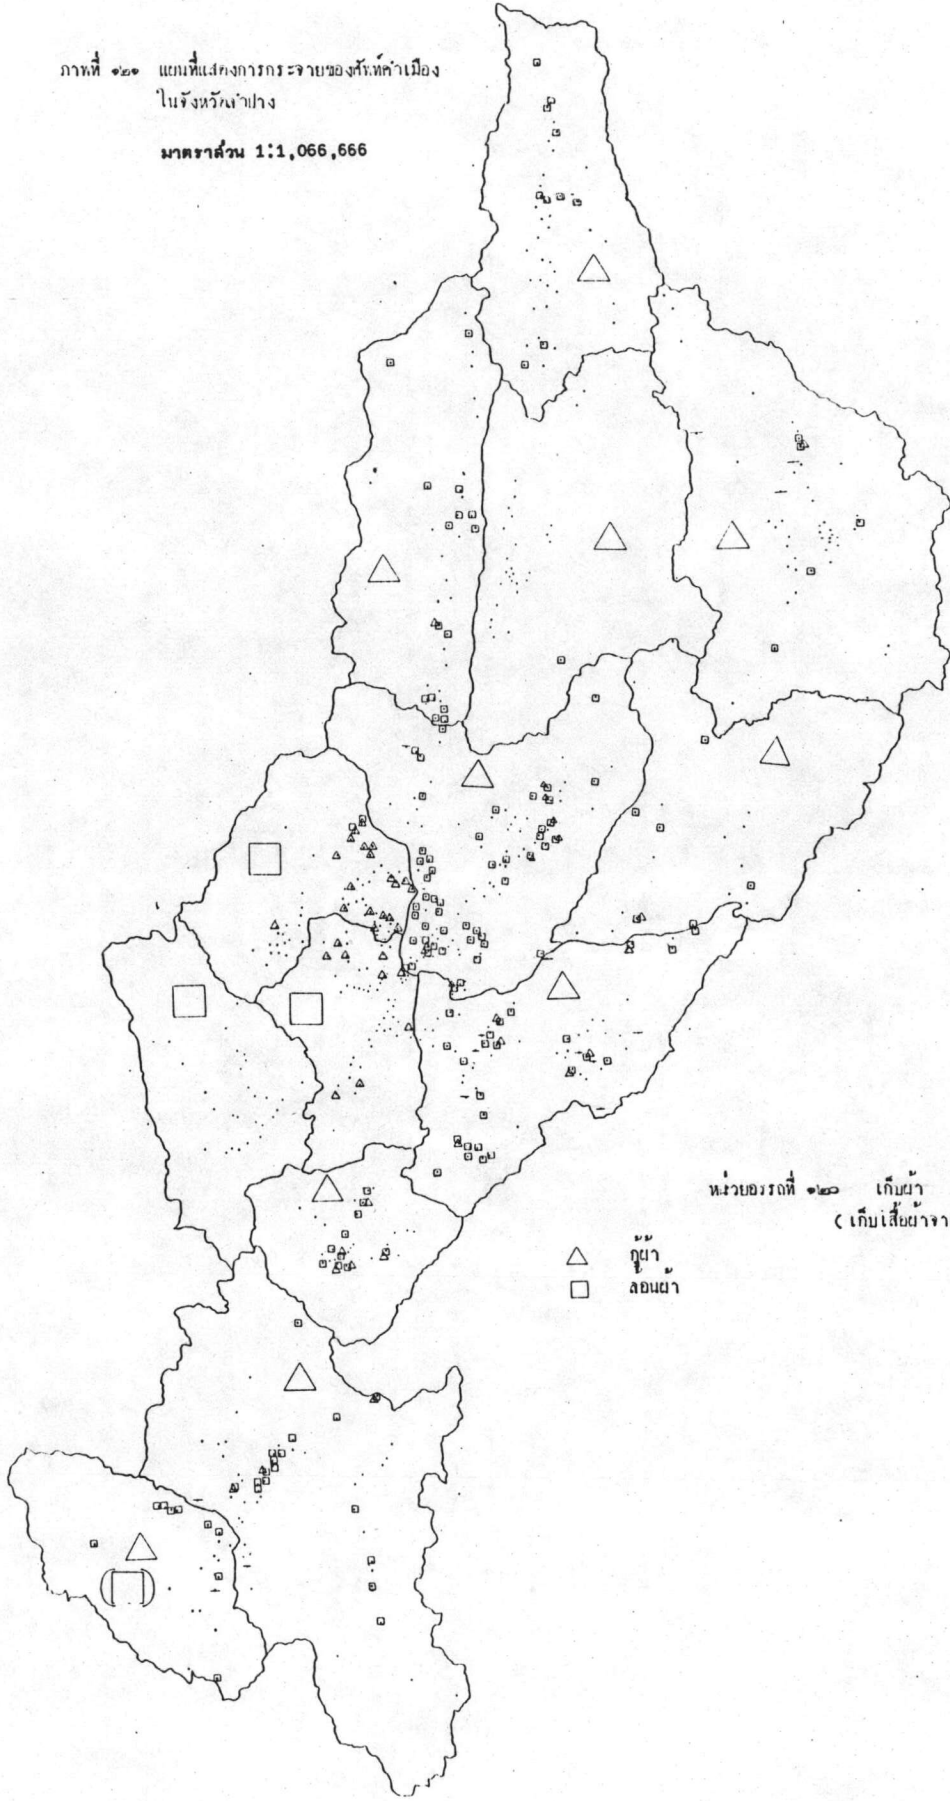 ภาพที่ ๑๒๑ แผนที่แสดงการกระจายของศัพท์คำเมือง
ในจังหวัดลำปาง
มาตราส่วน 1:1,066,666
หน่วยอรรถที่ ๑๒๐ เก็บผ้า
( เก็บเสื้อผ้าจา
กู้ผ้า
ล้อนผ้า